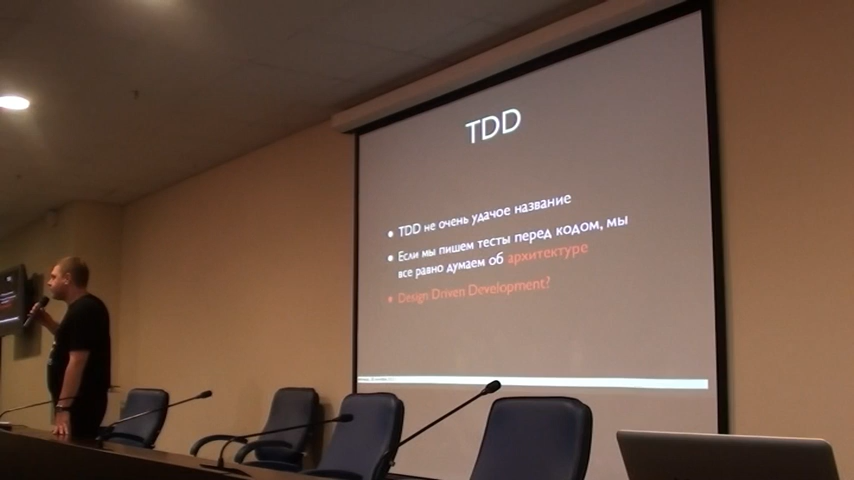 TDD
• TDD не очень удачое название
• Если мы пишем тесты перед кодом, мы
все равно думаем об архитектуре
• Design Driven Development?